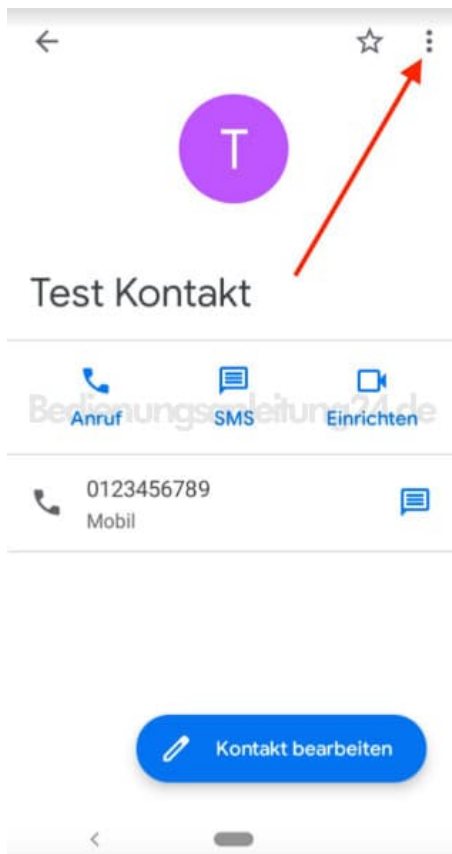 T
Test Kontakt
Bedienungsanleitung24.de
Anruf SMS Einrichten
0123456789
Mobil
Kontakt bearbeiten